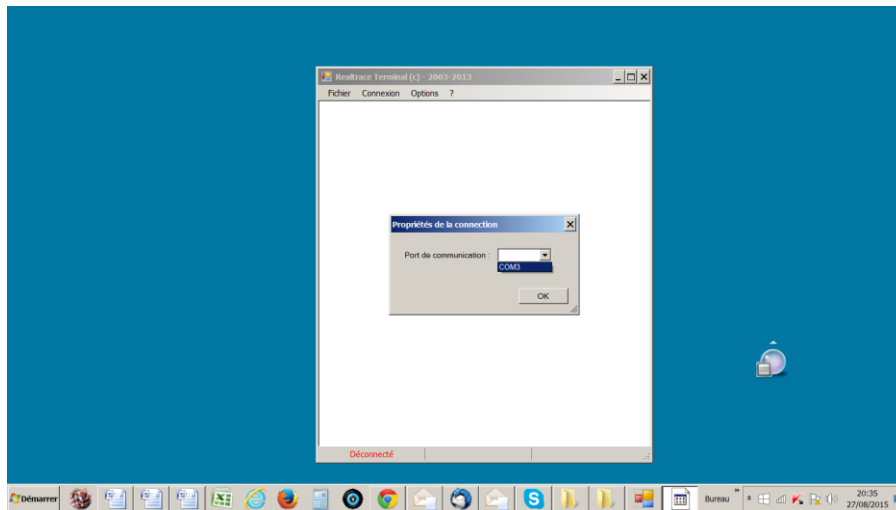 Realtrace Terminal (c) - 2003-2013
Fichier Connexion Options ?
Propriétés de la connection
Port de communication :
COM3
OK
Déconnecté
Démarrer
Bureau
20:35
27/08/2015